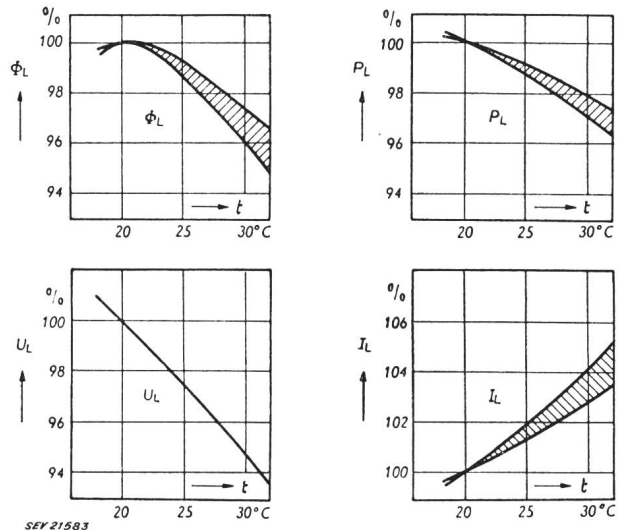 %
100
Φ_L
98
Φ_L
96
94
t
20 25 30°C
%
100
P_L
98
P_L
96
94
t
20 25 30°C
%
100
U_L
98
U_L
96
94
t
20 25 30°C
%
106
I_L
104
I_L
102
100
t
20 25 30°C
SEV 21583